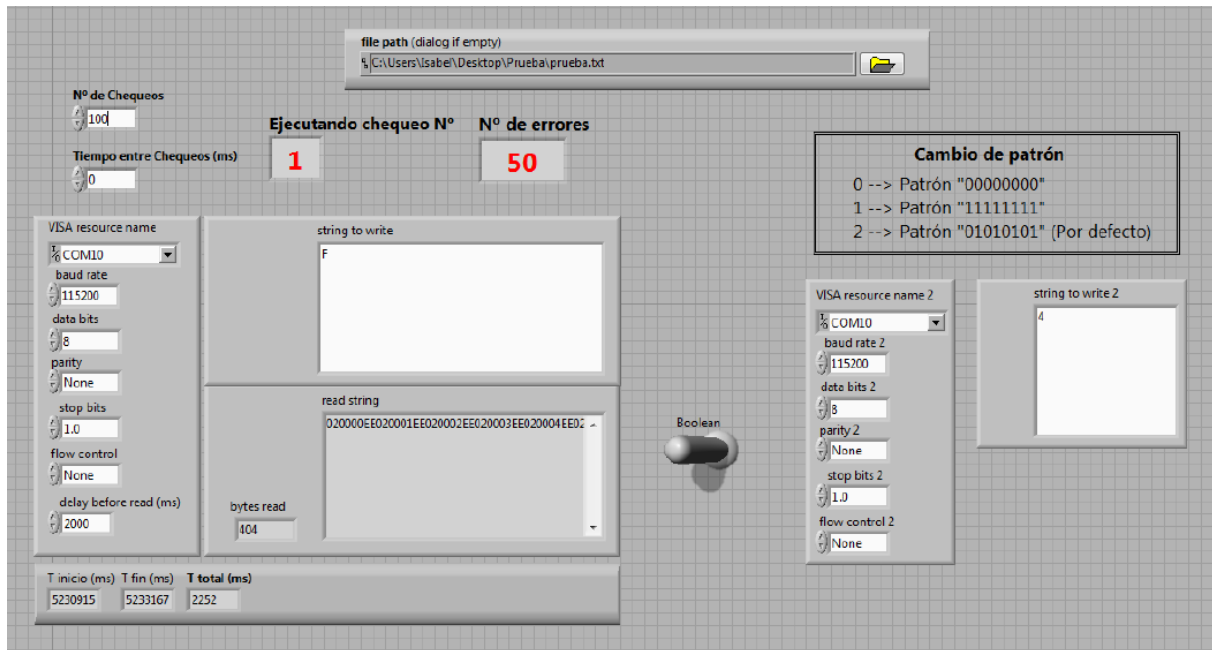 file path (dialog if empty)
C:\Users\Isabel\Desktop\Prueba\prueba.txt
Nº de Chequeos
100
Ejecutando chequeo Nº
1
Nº de errores
50
Tiempo entre Chequeos (ms)
0
Cambio de patrón
0 --> Patrón "00000000"
1 --> Patrón "11111111"
2 --> Patrón "01010101" (Por defecto)
VISA resource name
COM10
baud rate
115200
data bits
8
parity
None
stop bits
1.0
flow control
None
delay before read (ms)
2000
string to write
F
read string
020000EE020001EE020002EE020003EE020004EE02
bytes read
404
Boolean
VISA resource name 2
COM10
baud rate 2
115200
data bits 2
8
parity 2
None
stop bits 2
1.0
flow control 2
None
string to write 2
4
T inicio (ms) T fin (ms) T total (ms)
5230915 5233167 2252